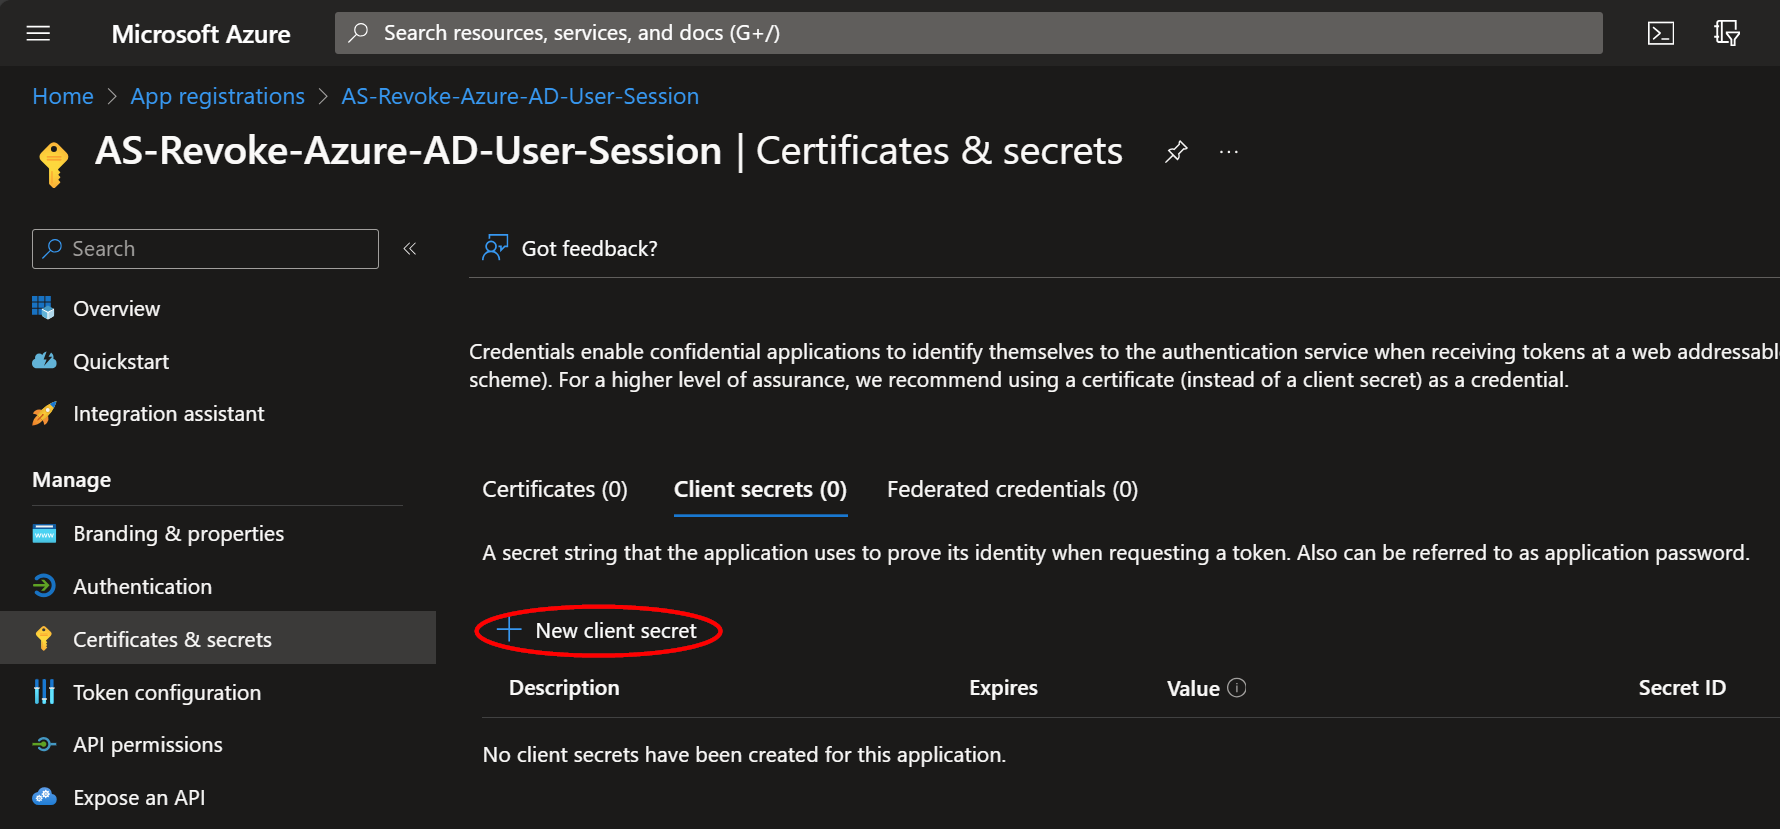 Microsoft Azure
Search resources, services, and docs (G+/)
Home > App registrations > AS-Revoke-Azure-AD-User-Session
AS-Revoke-Azure-AD-User-Session | Certificates & secrets
...
Search
«
Got feedback?
Overview
Quickstart
Integration assistant
Manage
Branding & properties
Authentication
Certificates & secrets
Token configuration
API permissions
Expose an API
Credentials enable confidential applications to identify themselves to the authentication service when receiving tokens at a web addressabl
scheme). For a higher level of assurance, we recommend using a certificate (instead of a client secret) as a credential.
Certificates (0)
Client secrets (0)
Federated credentials (0)
A secret string that the application uses to prove its identity when requesting a token. Also can be referred to as application password.
New client secret
Description
Expires
Value
Secret ID
No client secrets have been created for this application.